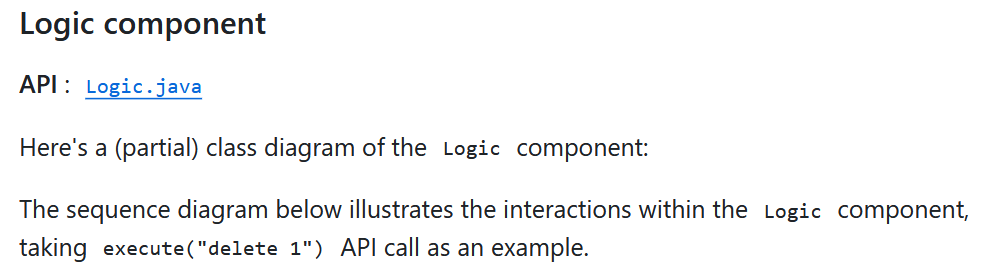 Logic component
API : Logic.java
Here's a (partial) class diagram of the Logic component:
The sequence diagram below illustrates the interactions within the Logic component,
taking execute("delete 1") API call as an example.